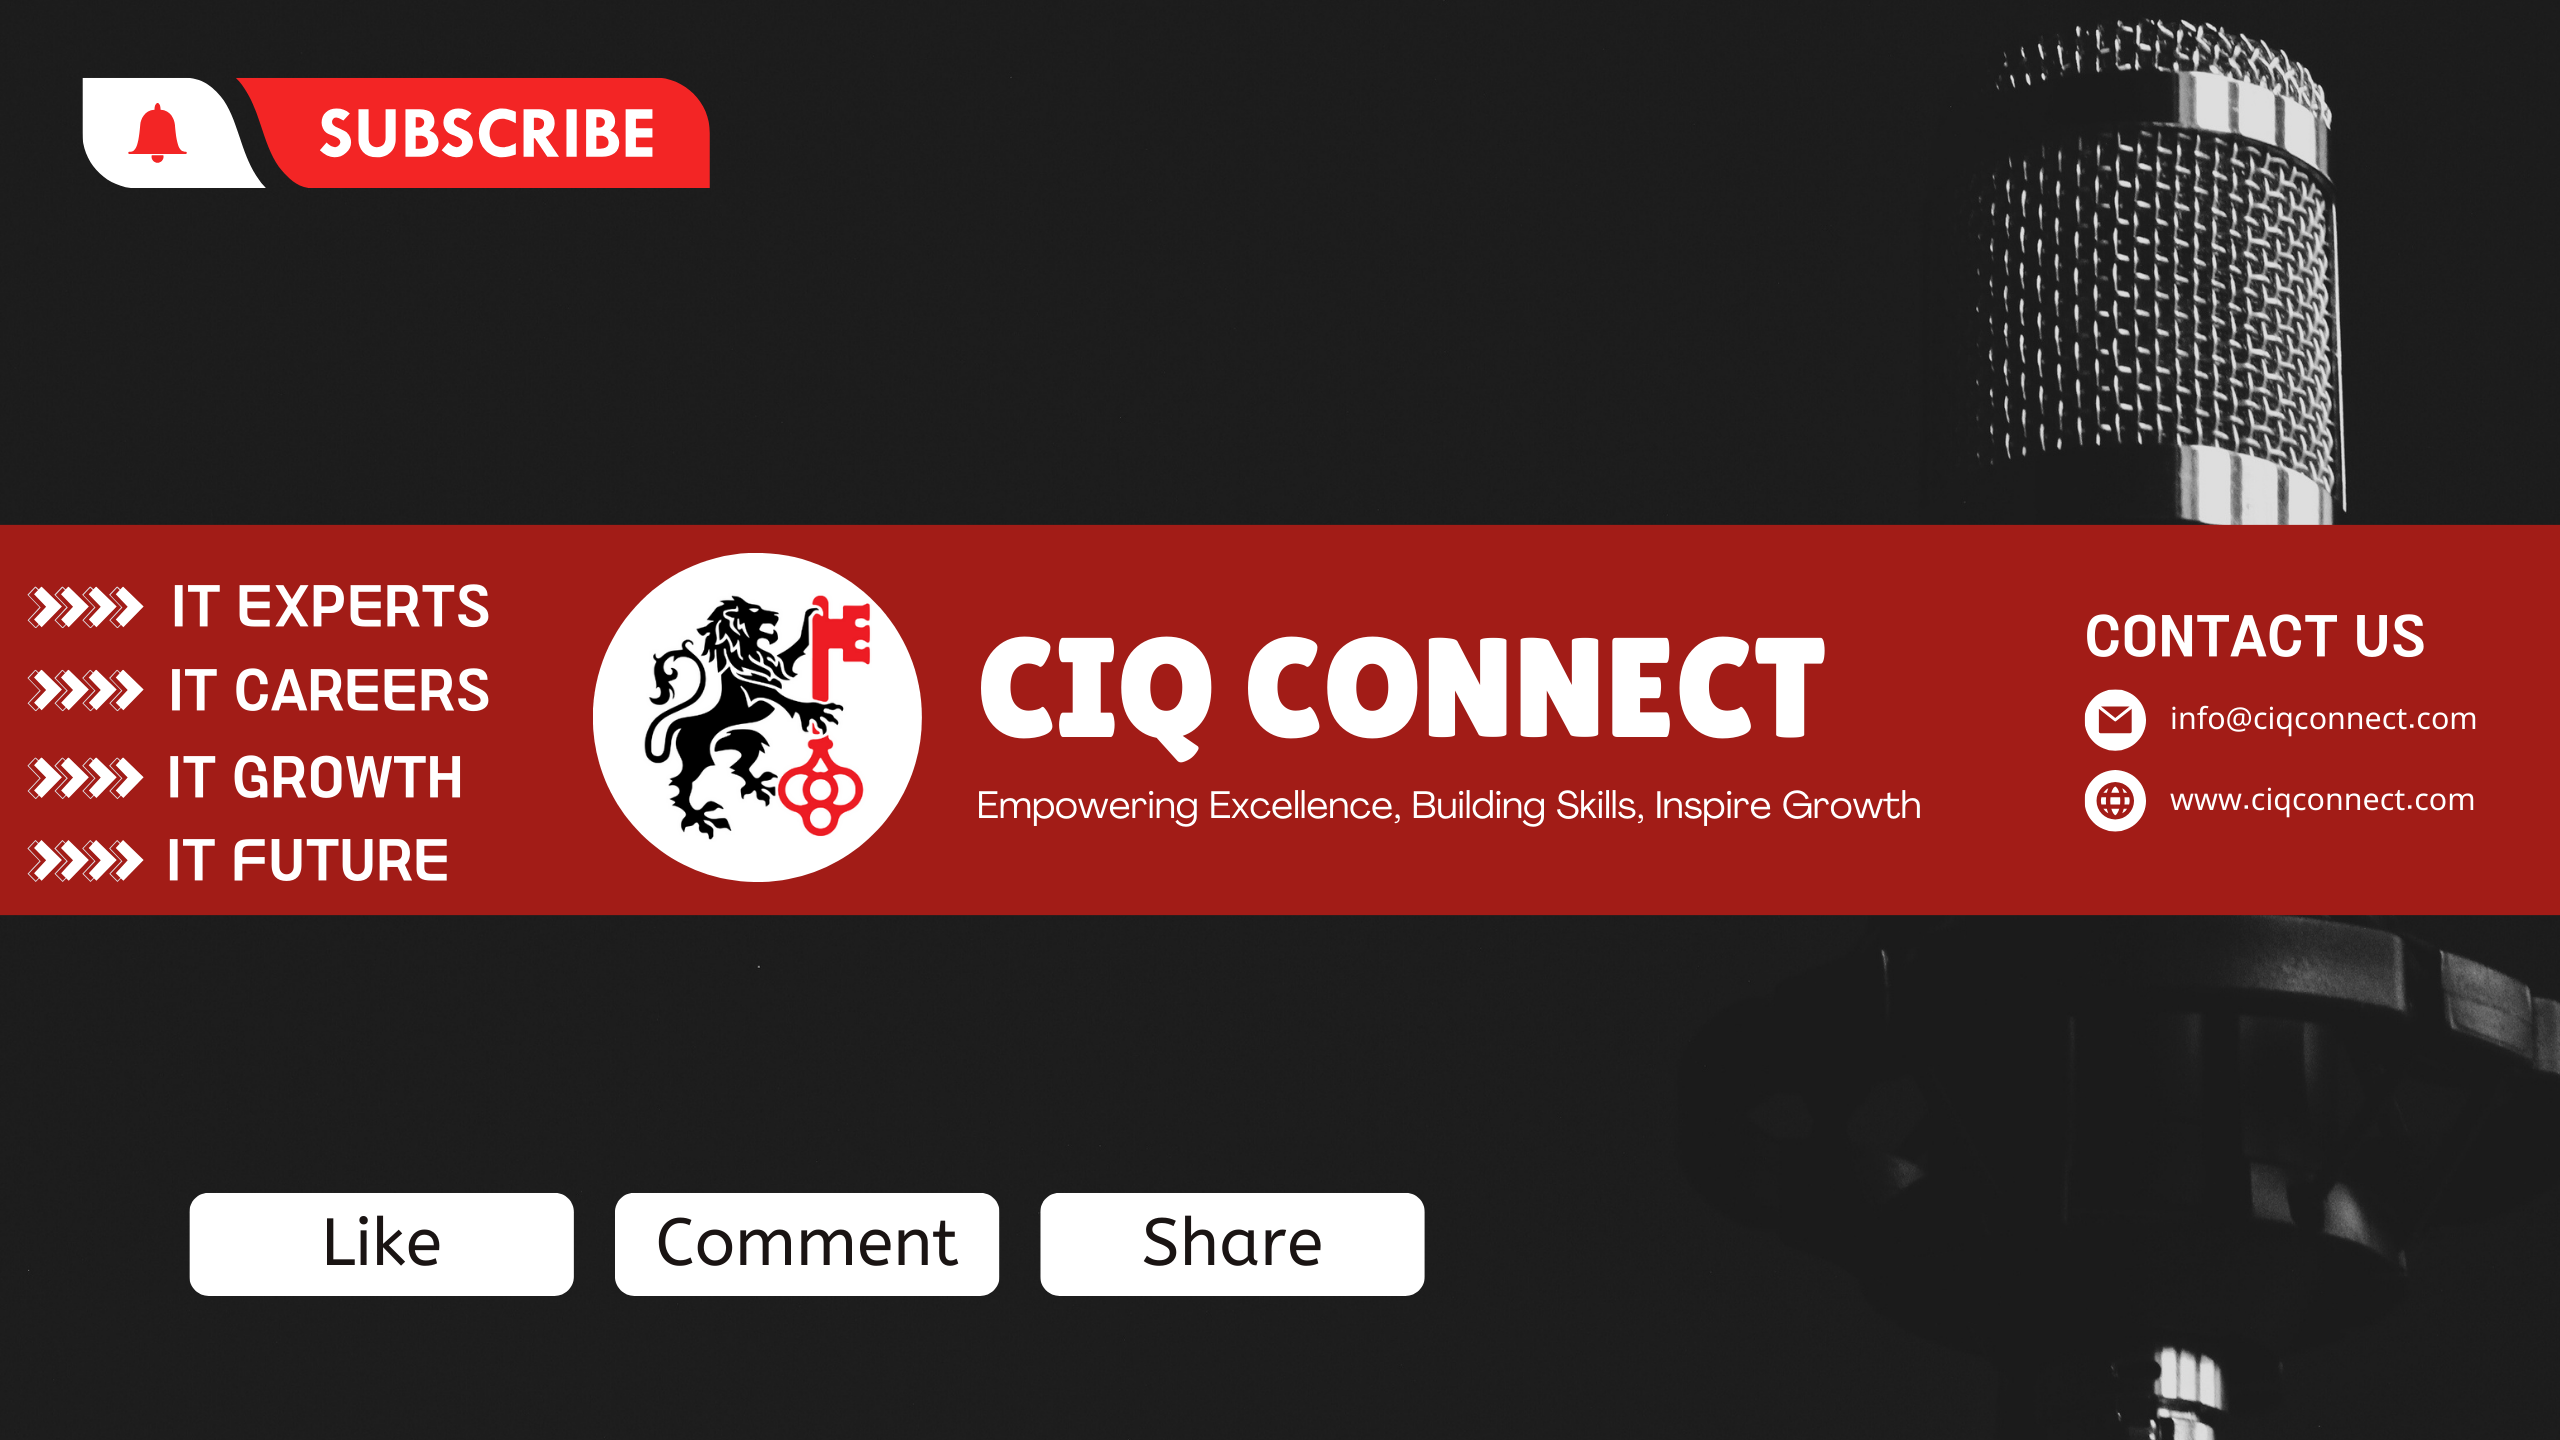 SUBSCRIBE
IT EXPERTS
IT CAREERS
IT GROWTH
IT FUTURE
CIQ CONNECT
Empowering Excellence, Building Skills, Inspire Growth
CONTACT US
info@ciqconnect.com
www.ciqconnect.com
Like
Comment
Share